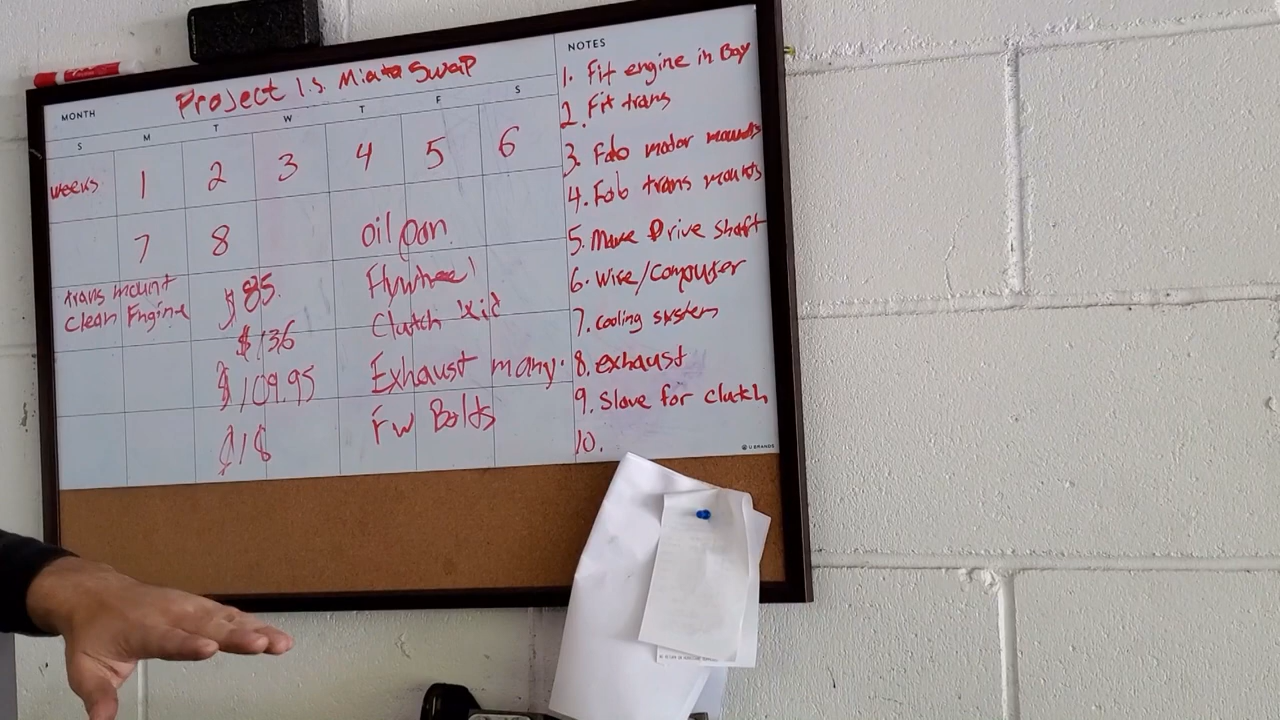 Project L.S. Miata Swap
MONTH
S M T W T F S
weeks 1 2 3 4 5 6
7 8 oil pan
trans mount $85. Flywheel
clean Engine
$136 Clutch kit
$109.95 Exhaust many.
$18 FW Bolts
NOTES
1. Fit engine in Bay
2. Fit trans
3. Fab motor mounts
4. Fab trans mounts
5. Make Drive shaft
6. Wire/Computer
7. cooling system
8. exhaust
9. Slave for clutch
10.
U BRANDS